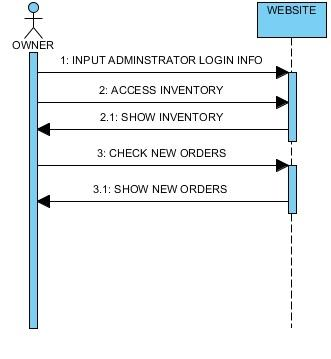 WEBSITE
OWNER
1: INPUT ADMINSTRATOR LOGIN INFO
2: ACCESS INVENTORY
2.1: SHOW INVENTORY
3: CHECK NEW ORDERS
3.1: SHOW NEW ORDERS